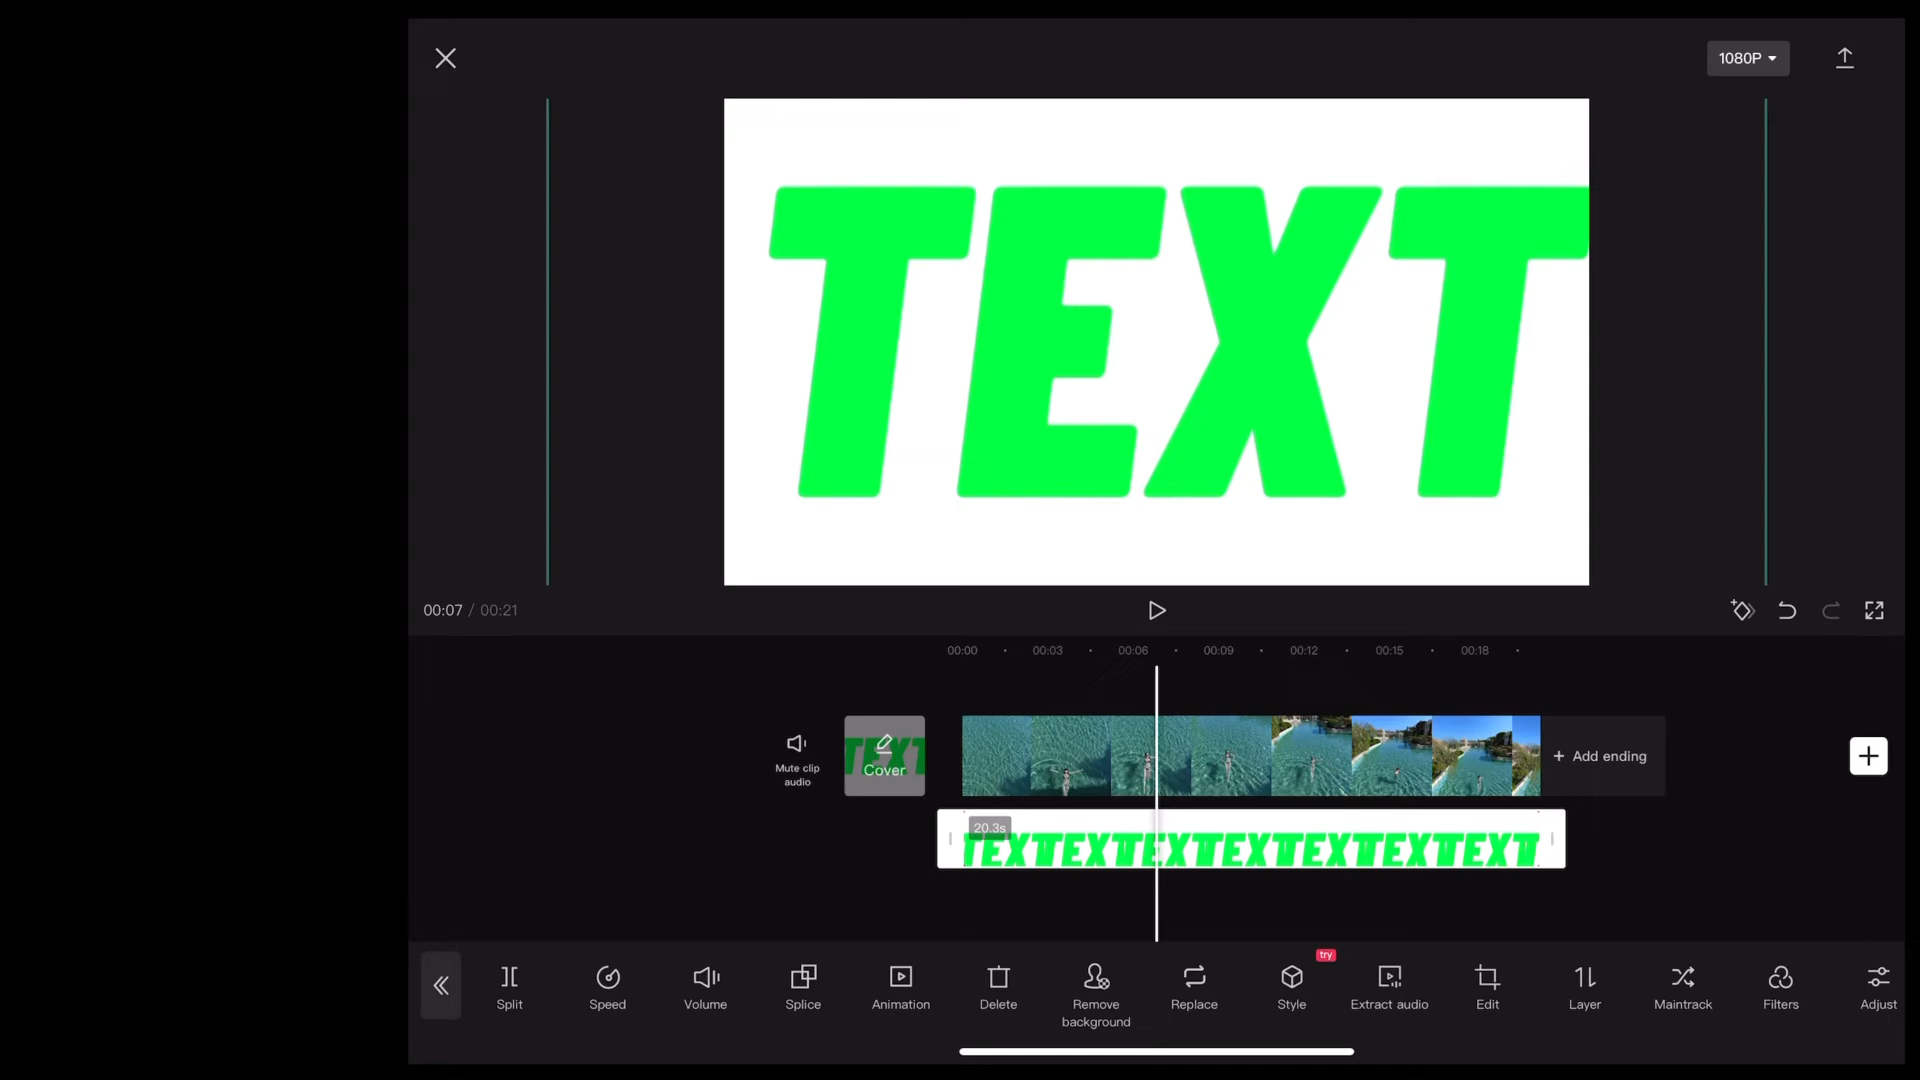 1080P
TEXT
00:07 / 00:21
00:00 00:03 00:06 00:09 00:12 00:15 00:18
Mute clip
audio
TEXT
Cover
+ Add ending
20.3s
TEXTTEXTTEXTTEXTTEXTTEXTTEXT
try
Split
Speed
Volume
Splice
Animation
Delete
Remove
background
Replace
Style
Extract audio
Edit
Layer
Maintrack
Filters
Adjust